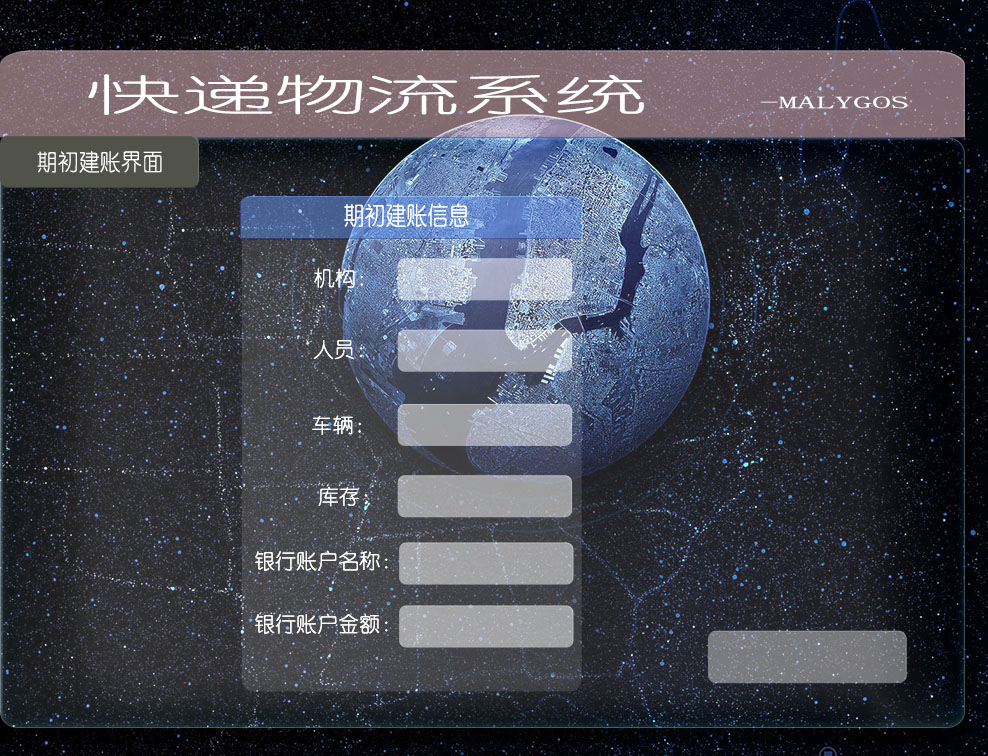 快递物流系统
—MALYGOS
期初建账界面
期初建账信息
机构:
人员:
车辆:
库存:
银行账户名称:
银行账户金额: